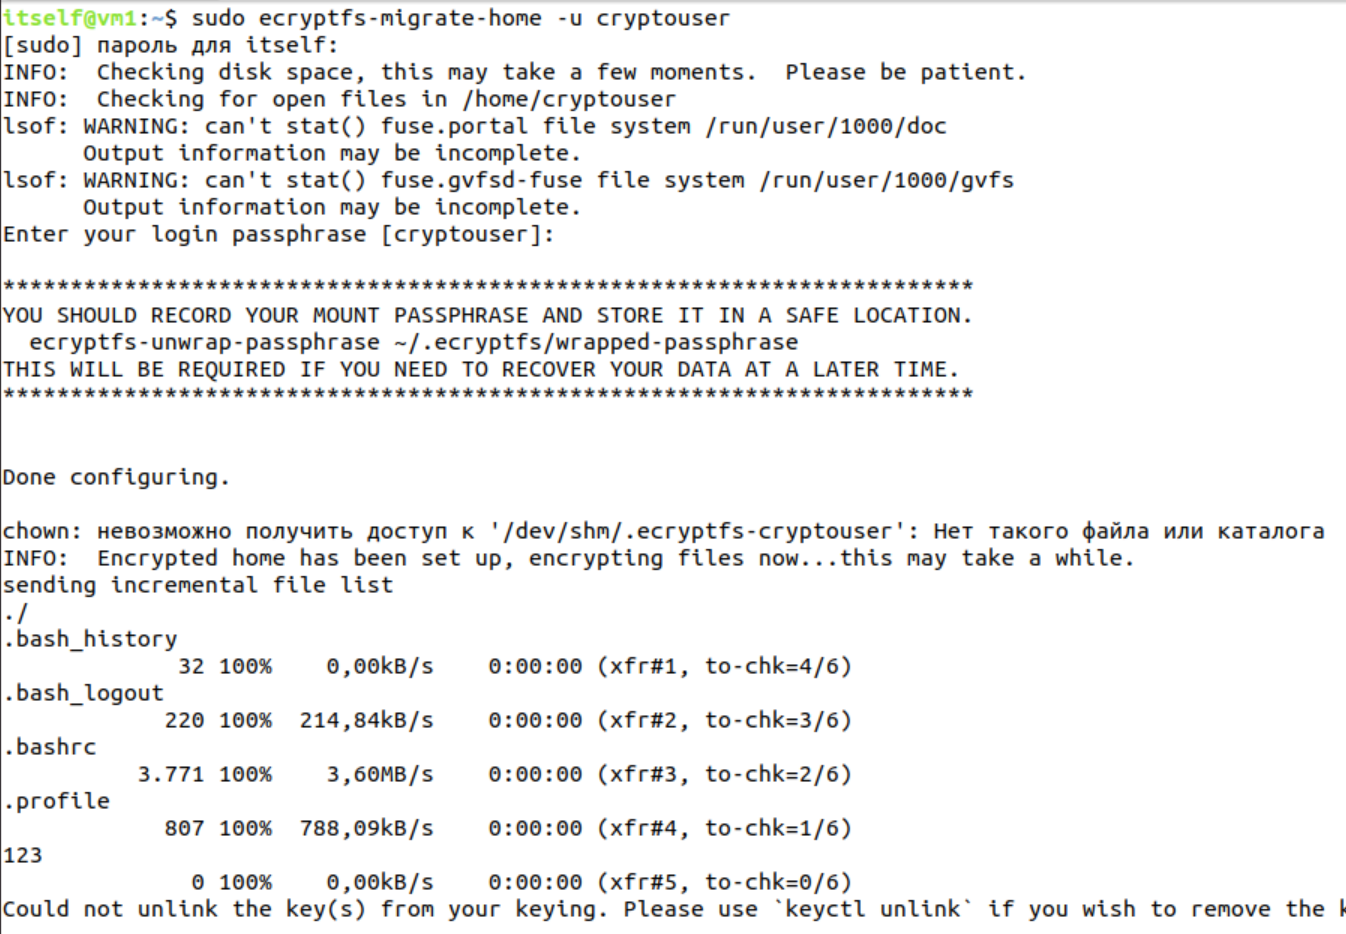 itself@vm1:~$ sudo ecryptfs-migrate-home -u cryptouser
[sudo] пароль для itself:
INFO:  Checking disk space, this may take a few moments.  Please be patient.
INFO:  Checking for open files in /home/cryptouser
lsof: WARNING: can't stat() fuse.portal file system /run/user/1000/doc
      Output information may be incomplete.
lsof: WARNING: can't stat() fuse.gvfsd-fuse file system /run/user/1000/gvfs
      Output information may be incomplete.
Enter your login passphrase [cryptouser]:
************************************************************************
YOU SHOULD RECORD YOUR MOUNT PASSPHRASE AND STORE IT IN A SAFE LOCATION.
  ecryptfs-unwrap-passphrase ~/.ecryptfs/wrapped-passphrase
THIS WILL BE REQUIRED IF YOU NEED TO RECOVER YOUR DATA AT A LATER TIME.
************************************************************************
Done configuring.
chown: невозможно получить доступ к '/dev/shm/.ecryptfs-cryptouser': Нет такого файла или каталога
INFO:  Encrypted home has been set up, encrypting files now...this may take a while.
sending incremental file list
./
.bash_history
             32 100%    0,00kB/s    0:00:00 (xfr#1, to-chk=4/6)
.bash_logout
            220 100%  214,84kB/s    0:00:00 (xfr#2, to-chk=3/6)
.bashrc
          3.771 100%    3,60MB/s    0:00:00 (xfr#3, to-chk=2/6)
.profile
            807 100%  788,09kB/s    0:00:00 (xfr#4, to-chk=1/6)
123
              0 100%    0,00kB/s    0:00:00 (xfr#5, to-chk=0/6)
Could not unlink the key(s) from your keying. Please use `keyctl unlink` if you wish to remove the